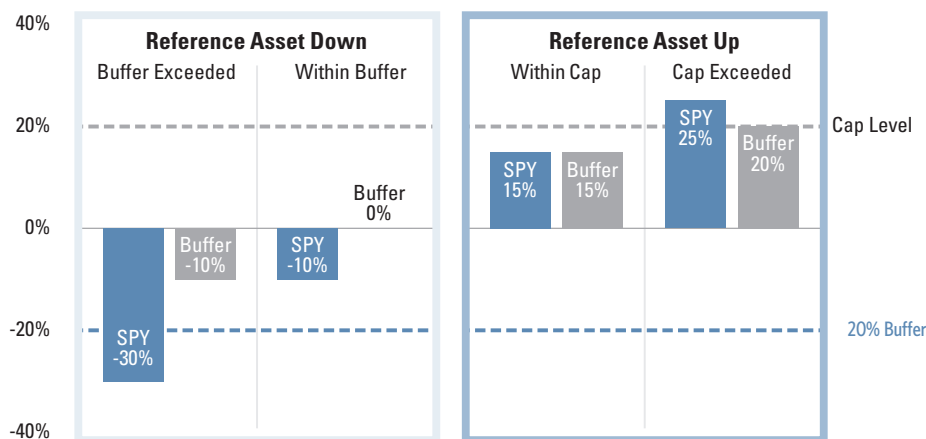 40%
20%
0%
-20%
-40%
Reference Asset Down
Buffer Exceeded
Within Buffer
SPY
-30%
Buffer
-10%
SPY
-10%
Buffer
0%
Reference Asset Up
Within Cap
Cap Exceeded
SPY
15%
Buffer
15%
SPY
25%
Buffer
20%
Cap Level
20% Buffer